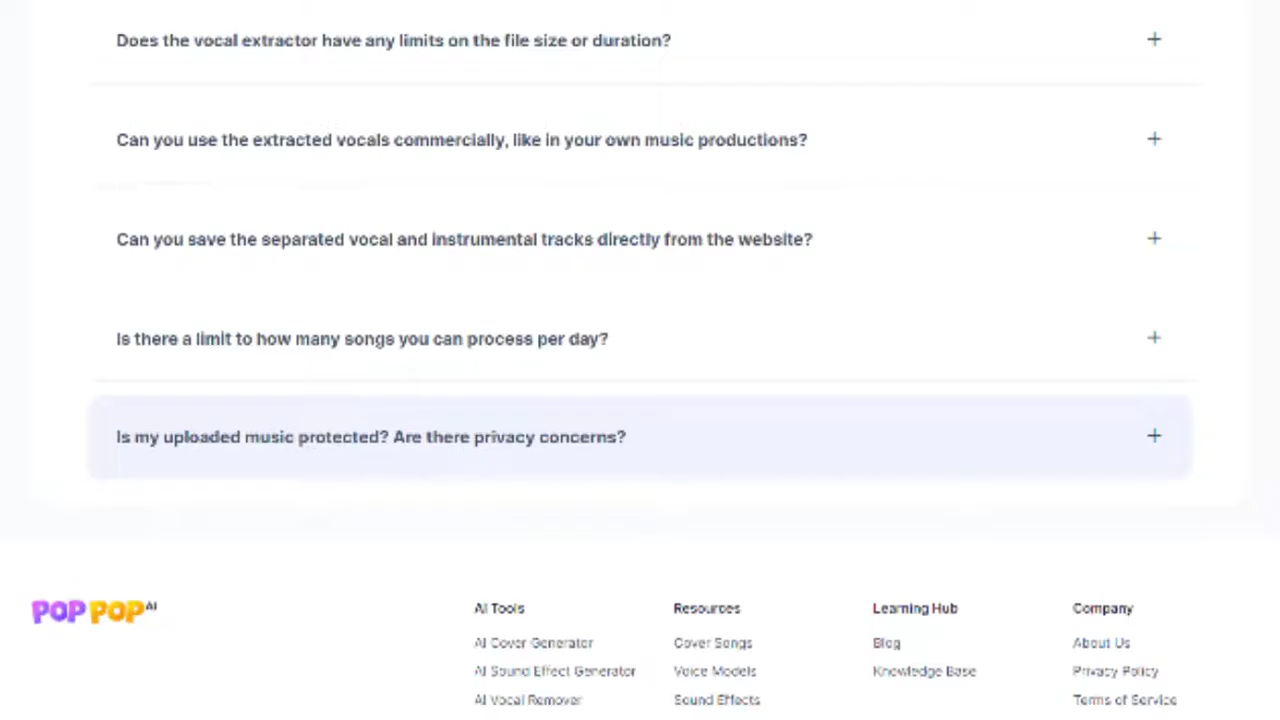 Does the vocal extractor have any limits on the file size or duration? +
Can you use the extracted vocals commercially, like in your own music productions? +
Can you save the separated vocal and instrumental tracks directly from the website? +
Is there a limit to how many songs you can process per day? +
Is my uploaded music protected? Are there privacy concerns? +
POP POP AI
AI Tools
AI Cover Generator
AI Sound Effect Generator
AI Vocal Remover
Resources
Cover Songs
Voice Models
Sound Effects
Learning Hub
Blog
Knowledge Base
Company
About Us
Privacy Policy
Terms of Service